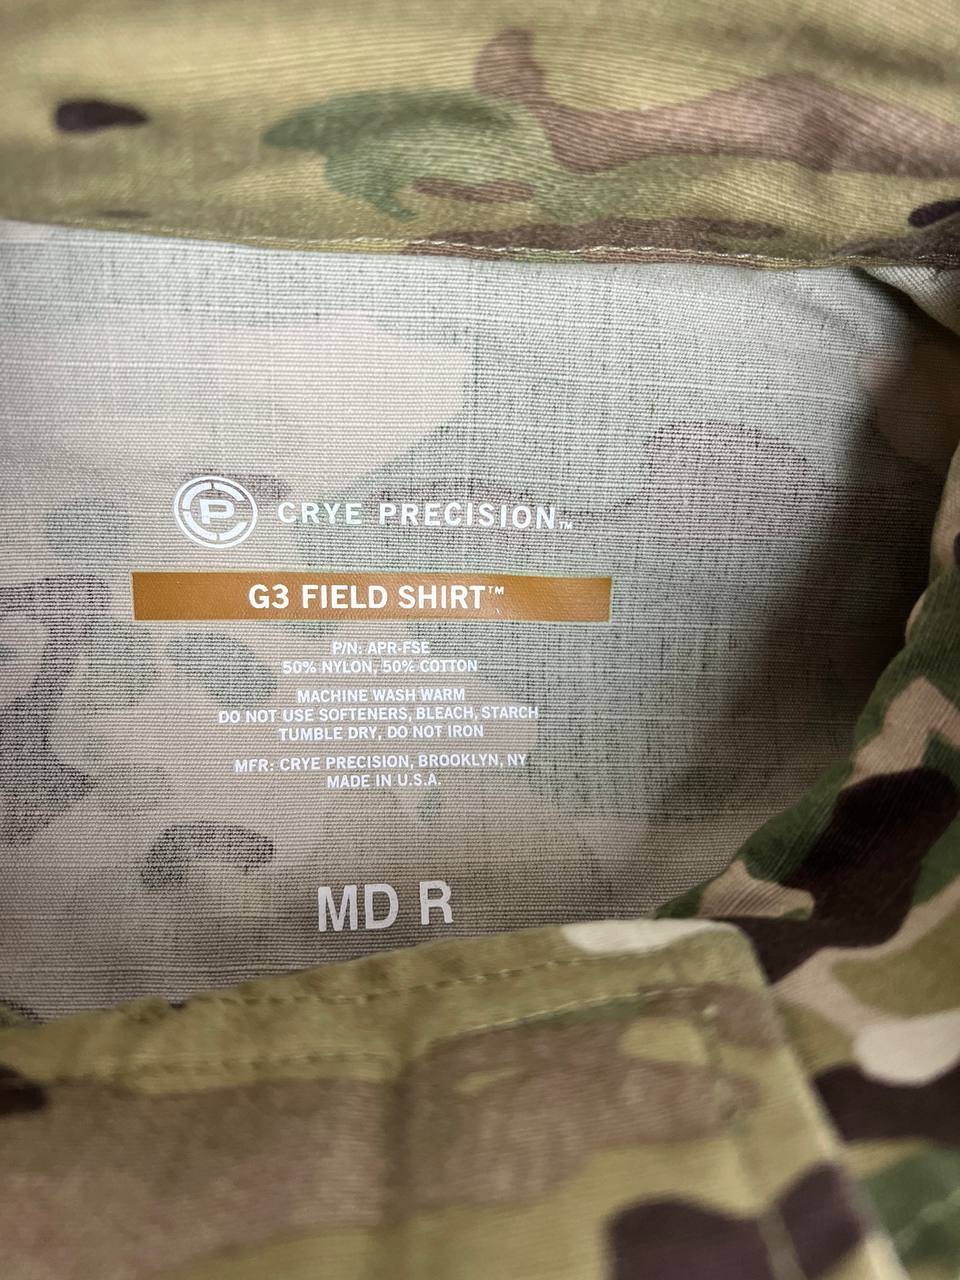 CP CRYE PRECISION™
G3 FIELD SHIRT™
P/N: APR-FSE
50% NYLON, 50% COTTON
MACHINE WASH WARM
DO NOT USE SOFTENERS, BLEACH, STARCH
TUMBLE DRY, DO NOT IRON
MFR: CRYE PRECISION, BROOKLYN, NY
MADE IN U.S.A.
MD R